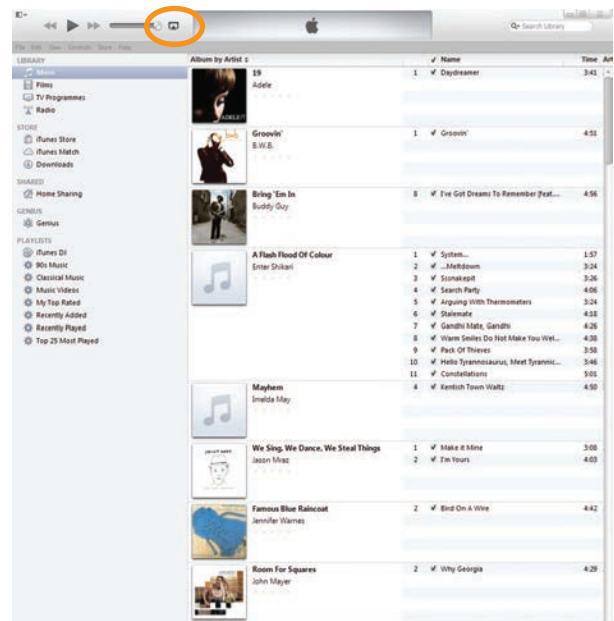 Search Library
File Edit View Controls Store Help
LIBRARY
Music
Films
TV Programmes
Radio
STORE
iTunes Store
iTunes Match
Downloads
SHARED
Home Sharing
GENIUS
Genius
PLAYLISTS
iTunes DJ
90s Music
Classical Music
Music Videos
My Top Rated
Recently Added
Recently Played
Top 25 Most Played
Album by Artist Name Time Art
19 1 Daydreamer 3:41
Adele
ADELE 19
Groovin' 1 Groovin' 4:51
B.W.B.
Bring 'Em In 8 I've Got Dreams To Remember [feat.... 4:56
Buddy Guy
A Flash Flood Of Colour 1 System... 1:57
Enter Shikari 2 ...Meltdown 3:24
3 Sssnakepit 3:26
4 Search Party 4:06
5 Arguing With Thermometers 3:24
6 Stalemate 4:18
7 Gandhi Mate, Gandhi 4:26
8 Warm Smiles Do Not Make You Wel... 4:38
9 Pack Of Thieves 3:58
10 Hello Tyrannosaurus, Meet Tyrannic... 3:46
11 Constellations 5:01
Mayhem 4 Kentish Town Waltz 4:50
Imelda May
We Sing, We Dance, We Steal Things 1 Make it Mine 3:08
Jason Mraz 2 I'm Yours 4:03
Famous Blue Raincoat 2 Bird On A Wire 4:42
Jennifer Warnes
Room For Squares 2 Why Georgia 4:29
John Mayer